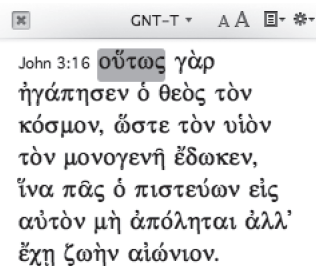 GNT-T A A
John 3:16 οὕτως γὰρ
ἠγάπησεν ὁ θεὸς τὸν
κόσμον, ὥστε τὸν υἱὸν
τὸν μονογενῆ ἔδωκεν,
ἵνα πᾶς ὁ πιστεύων εἰς
αὐτὸν μὴ ἀπόληται ἀλλ’
ἔχῃ ζωὴν αἰώνιον.